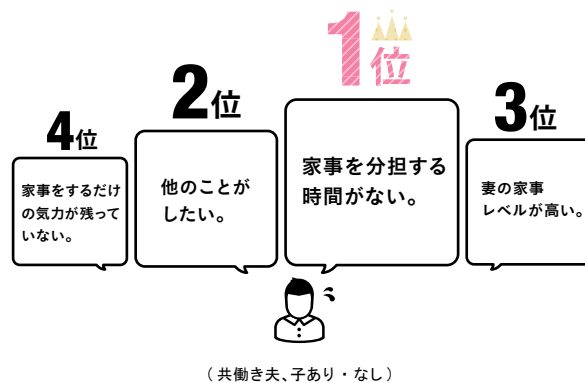 1位
家事を分担する
時間がない。
2位
他のことが
したい。
3位
妻の家事
レベルが高い。
4位
家事をするだけ
の気力が残って
いない。
（共働き夫、子あり・なし）